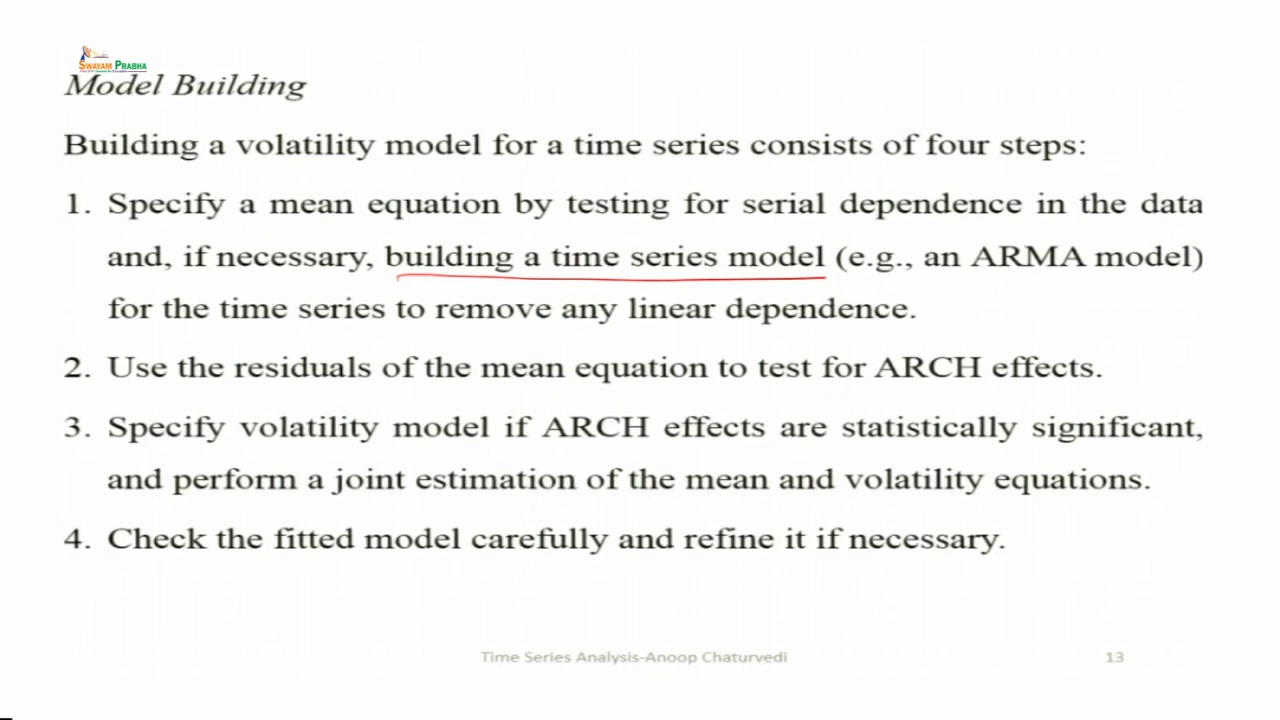 SWAYAM PRABHA
Model Building
Building a volatility model for a time series consists of four steps:
1. Specify a mean equation by testing for serial dependence in the data
and, if necessary, building a time series model (e.g., an ARMA model)
for the time series to remove any linear dependence.
2. Use the residuals of the mean equation to test for ARCH effects.
3. Specify volatility model if ARCH effects are statistically significant,
and perform a joint estimation of the mean and volatility equations.
4. Check the fitted model carefully and refine it if necessary.
Time Series Analysis-Anoop Chaturvedi 13